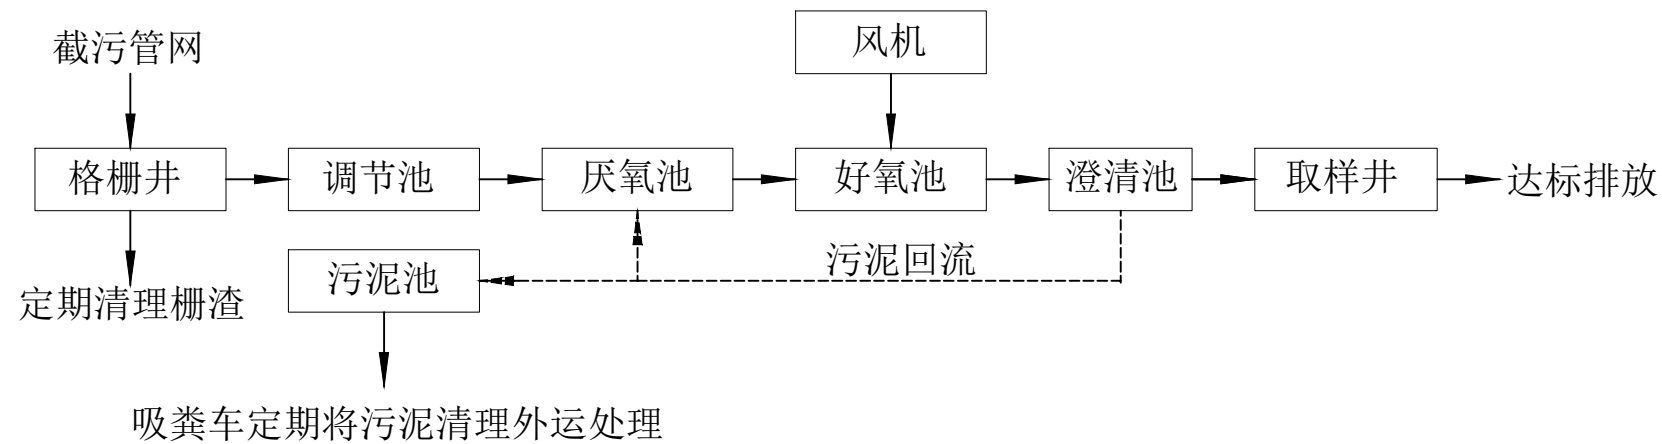 截污管网
风机
格栅井
调节池
厌氧池
好氧池
澄清池
取样井
达标排放
污泥回流
污泥池
定期清理栅渣
吸粪车定期将污泥清理外运处理